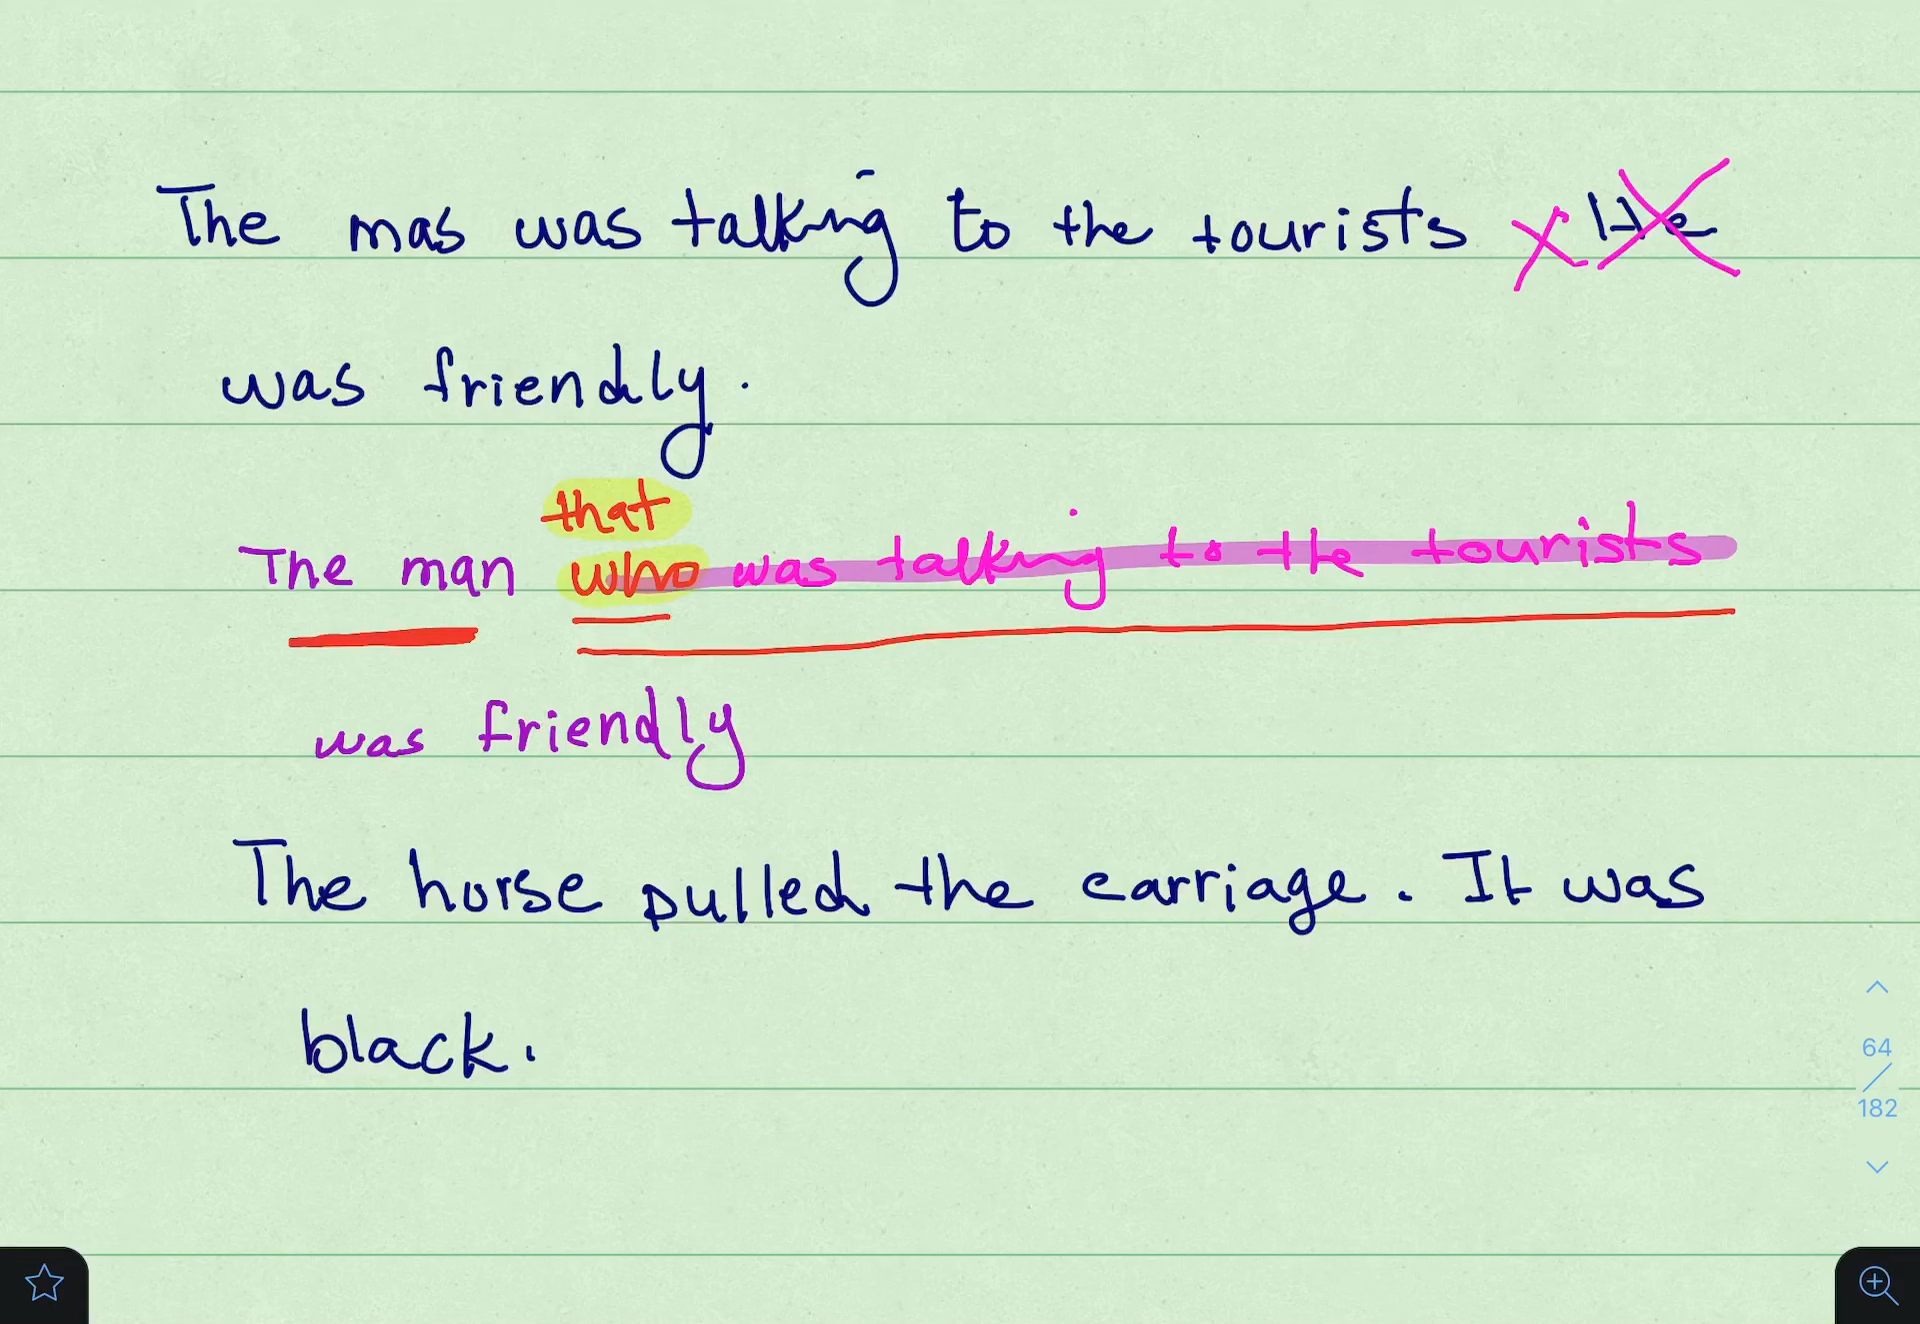 The mas was talking to the tourists . He
was friendly.
that
The man who was talking to the tourists
was friendly
The horse pulled the carriage. It was
black.
64
182